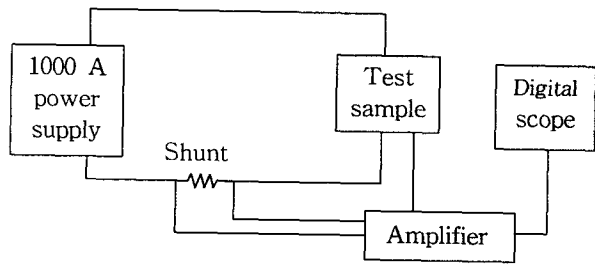 1000 A
power
supply
Test
sample
Digital
scope
Shunt
Amplifier